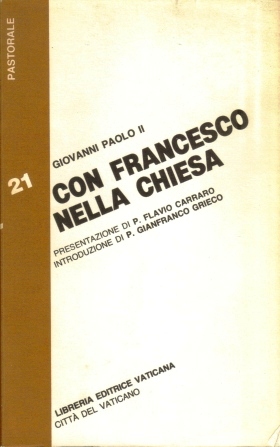 PASTORALE
21
GIOVANNI PAOLO II
CON FRANCESCO
NELLA CHIESA
PRESENTAZIONE DI P. FLAVIO CARRARO
INTRODUZIONE DI P. GIANFRANCO GRIECO
LIBRERIA EDITRICE VATICANA
CITTÀ DEL VATICANO